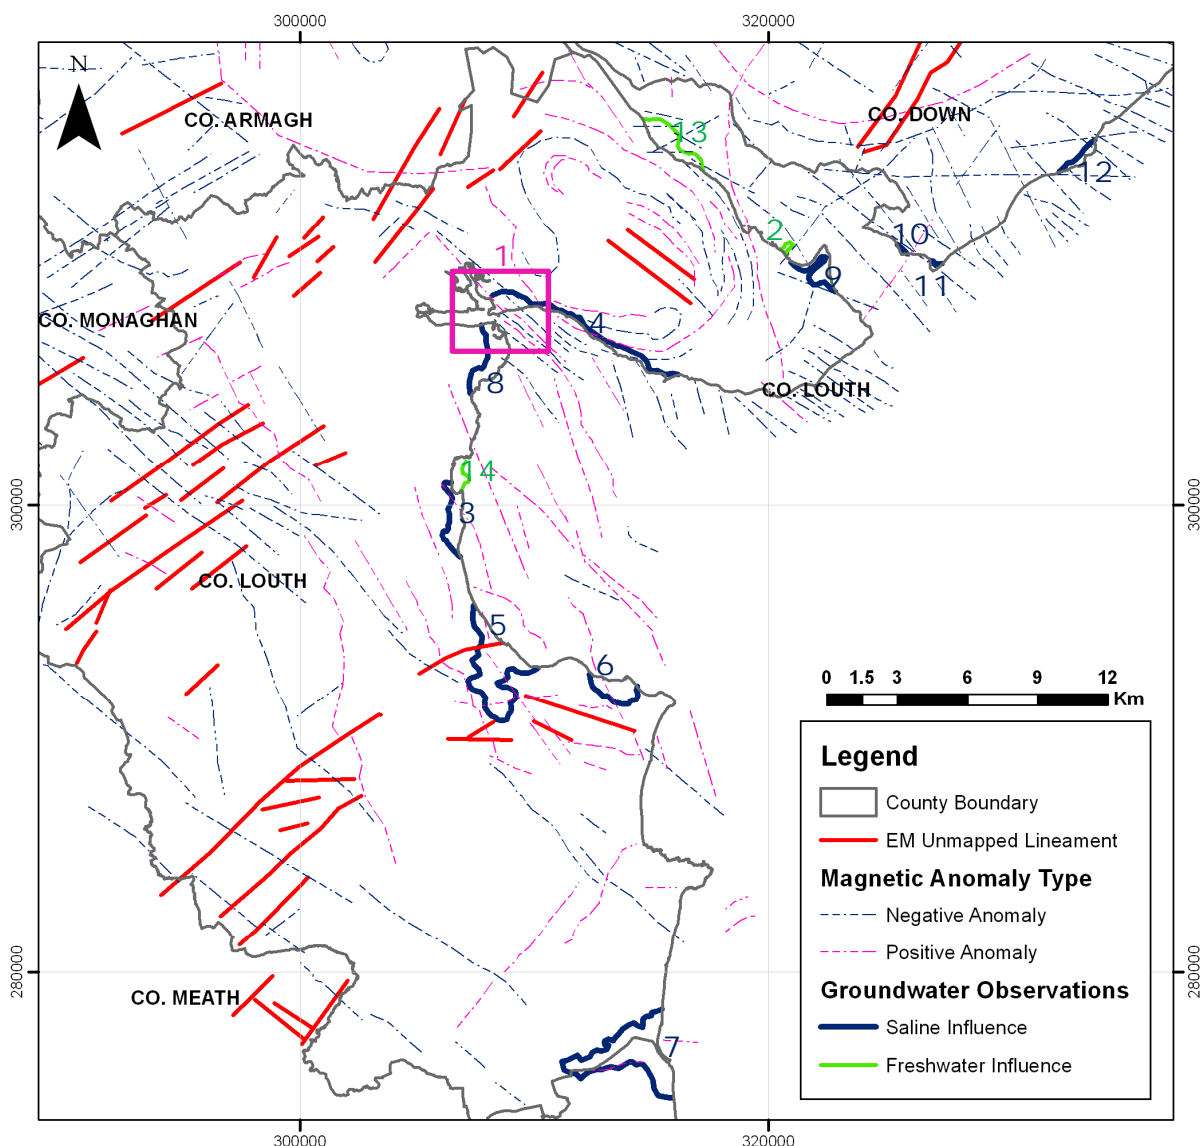 300000
320000
N
CO. ARMAGH
CO. DOWN
13
12
2
10
1
9
11
CO. MONAGHAN
4
8
CO. LOUTH
14
300000
3
300000
CO. LOUTH
5
6
0 1.5 3 6 9 12
Km
Legend
County Boundary
EM Unmapped Lineament
Magnetic Anomaly Type
Negative Anomaly
Positive Anomaly
280000
280000
Groundwater Observations
CO. MEATH
Saline Influence
7
Freshwater Influence
300000
320000